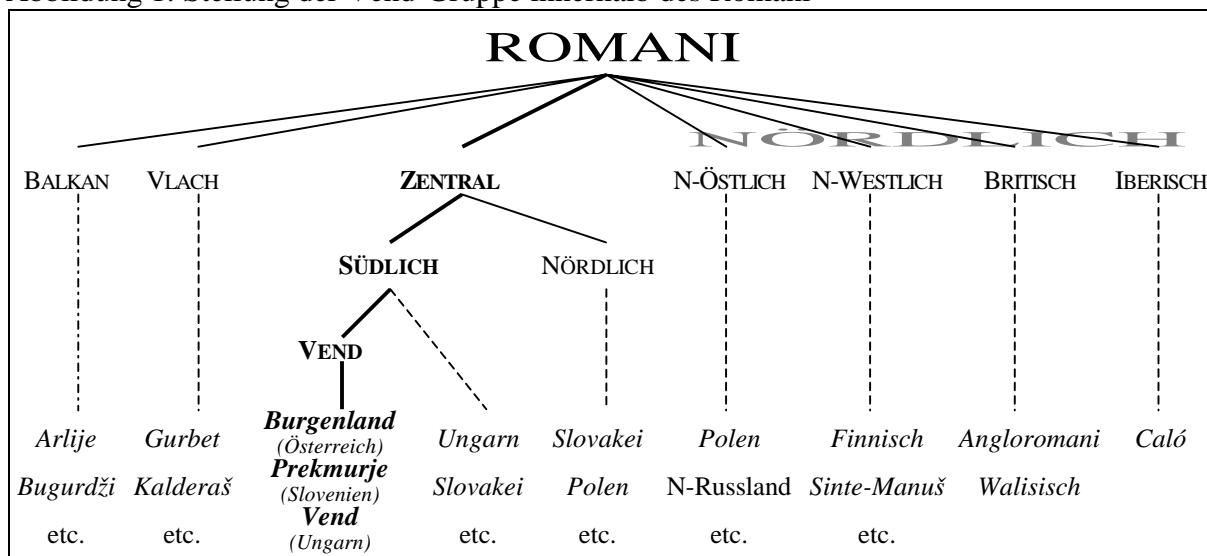 Abbildung 1: Stellung der Vend-Gruppe innerhalb des Romani
ROMANI
NÖRDLICH
BALKAN VLACH ZENTRAL N-ÖSTLICH N-WESTLICH BRITISCH IBERISCH
SÜDLICH NÖRDLICH
VEND
Burgenland
(Österreich)
Arlije Gurbet Ungarn Slovakei Polen Finnisch Angloromani Caló
Prekmurje
(Slovenien)
Bugurdži Kalderaš Slovakei Polen N-Russland Sinte-Manuš Walisisch
Vend
(Ungarn)
etc. etc. etc. etc. etc. etc.